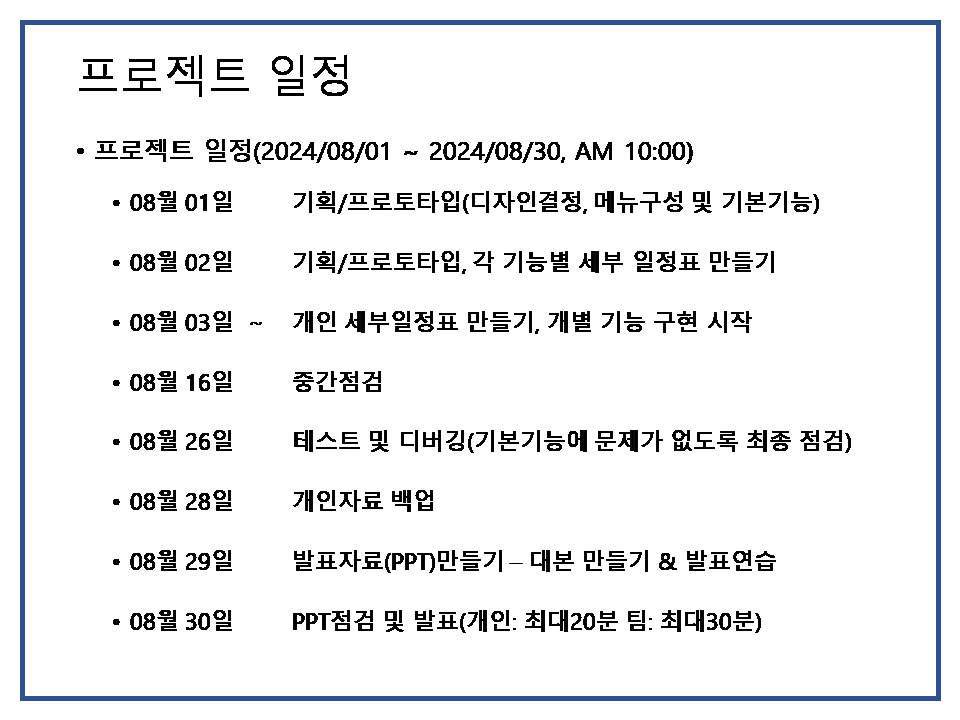 프로젝트 일정
• 프로젝트 일정(2024/08/01 ~ 2024/08/30, AM 10:00)
• 08월 01일 기획/프로토타입(디자인결정, 메뉴구성 및 기본기능)
• 08월 02일 기획/프로토타입, 각 기능별 세부 일정표 만들기
• 08월 03일 ~ 개인 세부일정표 만들기, 개별 기능 구현 시작
• 08월 16일 중간점검
• 08월 26일 테스트 및 디버깅(기본기능에 문제가 없도록 최종 점검)
• 08월 28일 개인자료 백업
• 08월 29일 발표자료(PPT)만들기 – 대본 만들기 & 발표연습
• 08월 30일 PPT점검 및 발표(개인: 최대20분 팀: 최대30분)